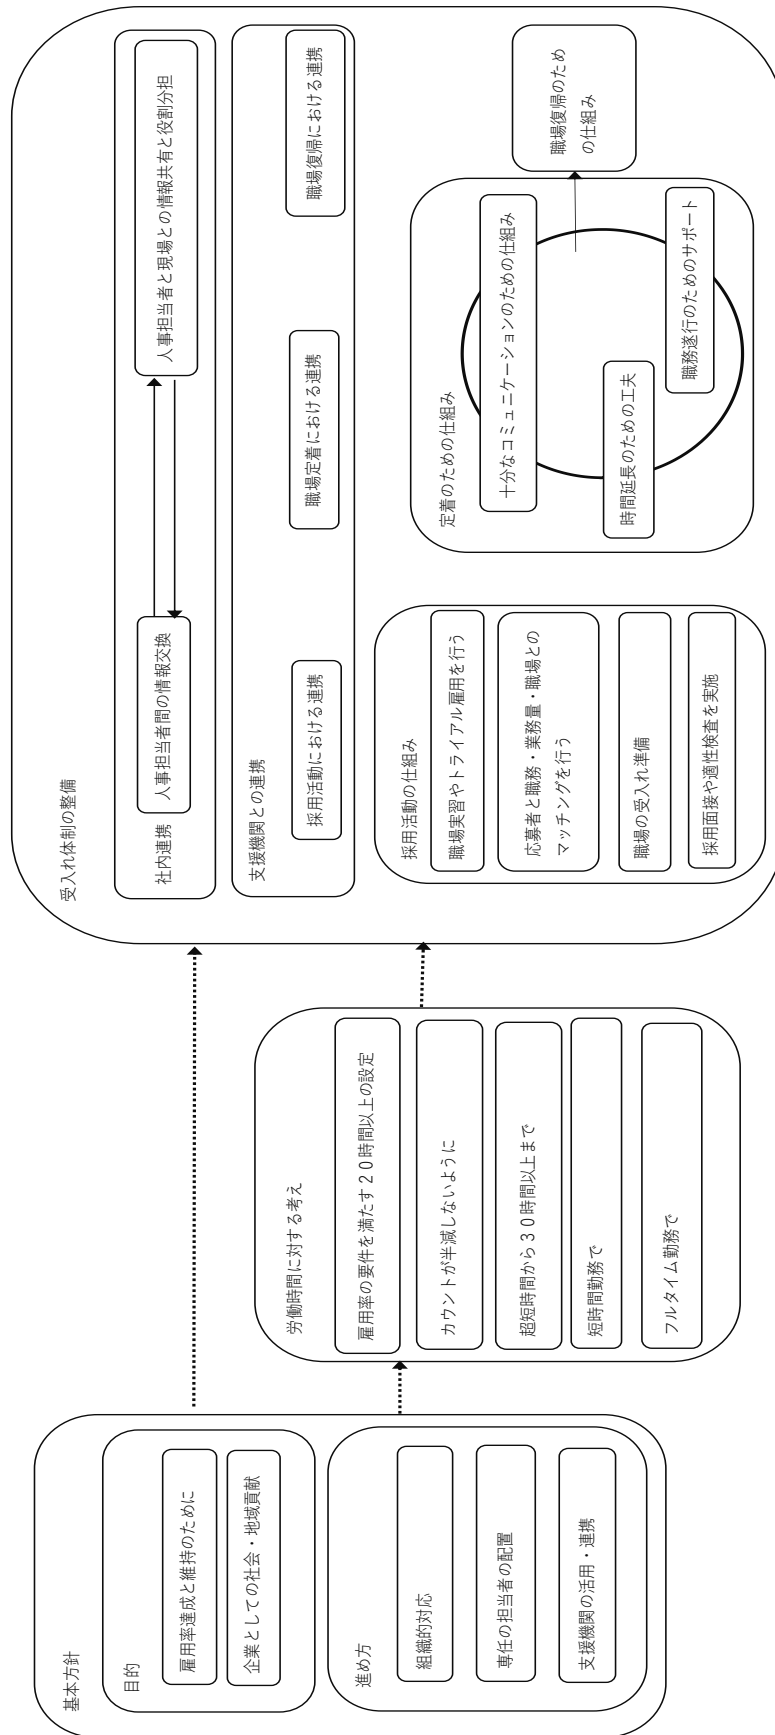 基本方針
目的
雇用率達成と維持のために
企業としての社会・地域貢献
進め方
組織的対応
専任の担当者の配置
支援機関の活用・連携
労働時間に対する考え
雇用率の要件を満たす20時間以上の設定
カウントが半減しないように
超短時間から30時間以上まで
短時間勤務で
フルタイム勤務で
受入れ体制の整備
社内連携
人事担当者間の情報交換
人事担当者と現場との情報共有と役割分担
支援機関との連携
採用活動における連携
職場定着における連携
職場復帰における連携
採用活動の仕組み
職場実習やトライアル雇用を行う
応募者と職務・業務量・職場との
マッチングを行う
職場の受入れ準備
採用面接や適性検査を実施
定着のための仕組み
十分なコミュニケーションのための仕組み
時間延長のための工夫
職務遂行のためのサポート
職場復帰のため
の仕組み